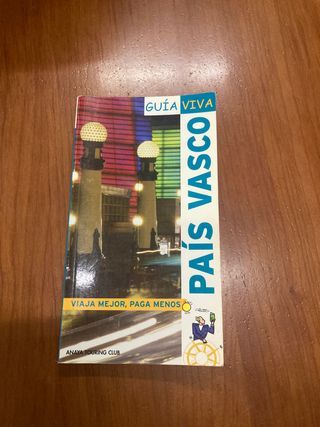 GUÍA VIVA
PAÍS VASCO
VIAJA MEJOR, PAGA MENOS
ANAYA TOURING CLUB